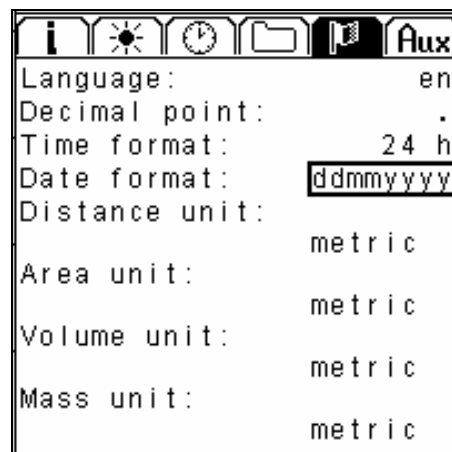 i Aux
Language: en
Decimal point: .
Time format: 24 h
Date format: ddmmyyyy
Distance unit:
metric
Area unit:
metric
Volume unit:
metric
Mass unit:
metric